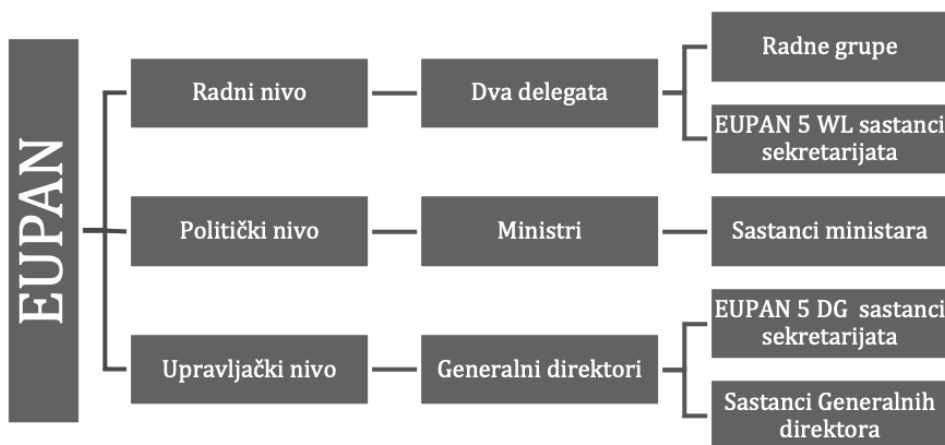 EUPAN
Radni nivo
Dva delegata
Radne grupe
EUPAN 5 WL sastanci
sekretarijata
Politički nivo
Ministri
Sastanci ministara
Upravljački nivo
Generalni direktori
EUPAN 5 DG sastanci
sekretarijata
Sastanci Generalnih
direktora